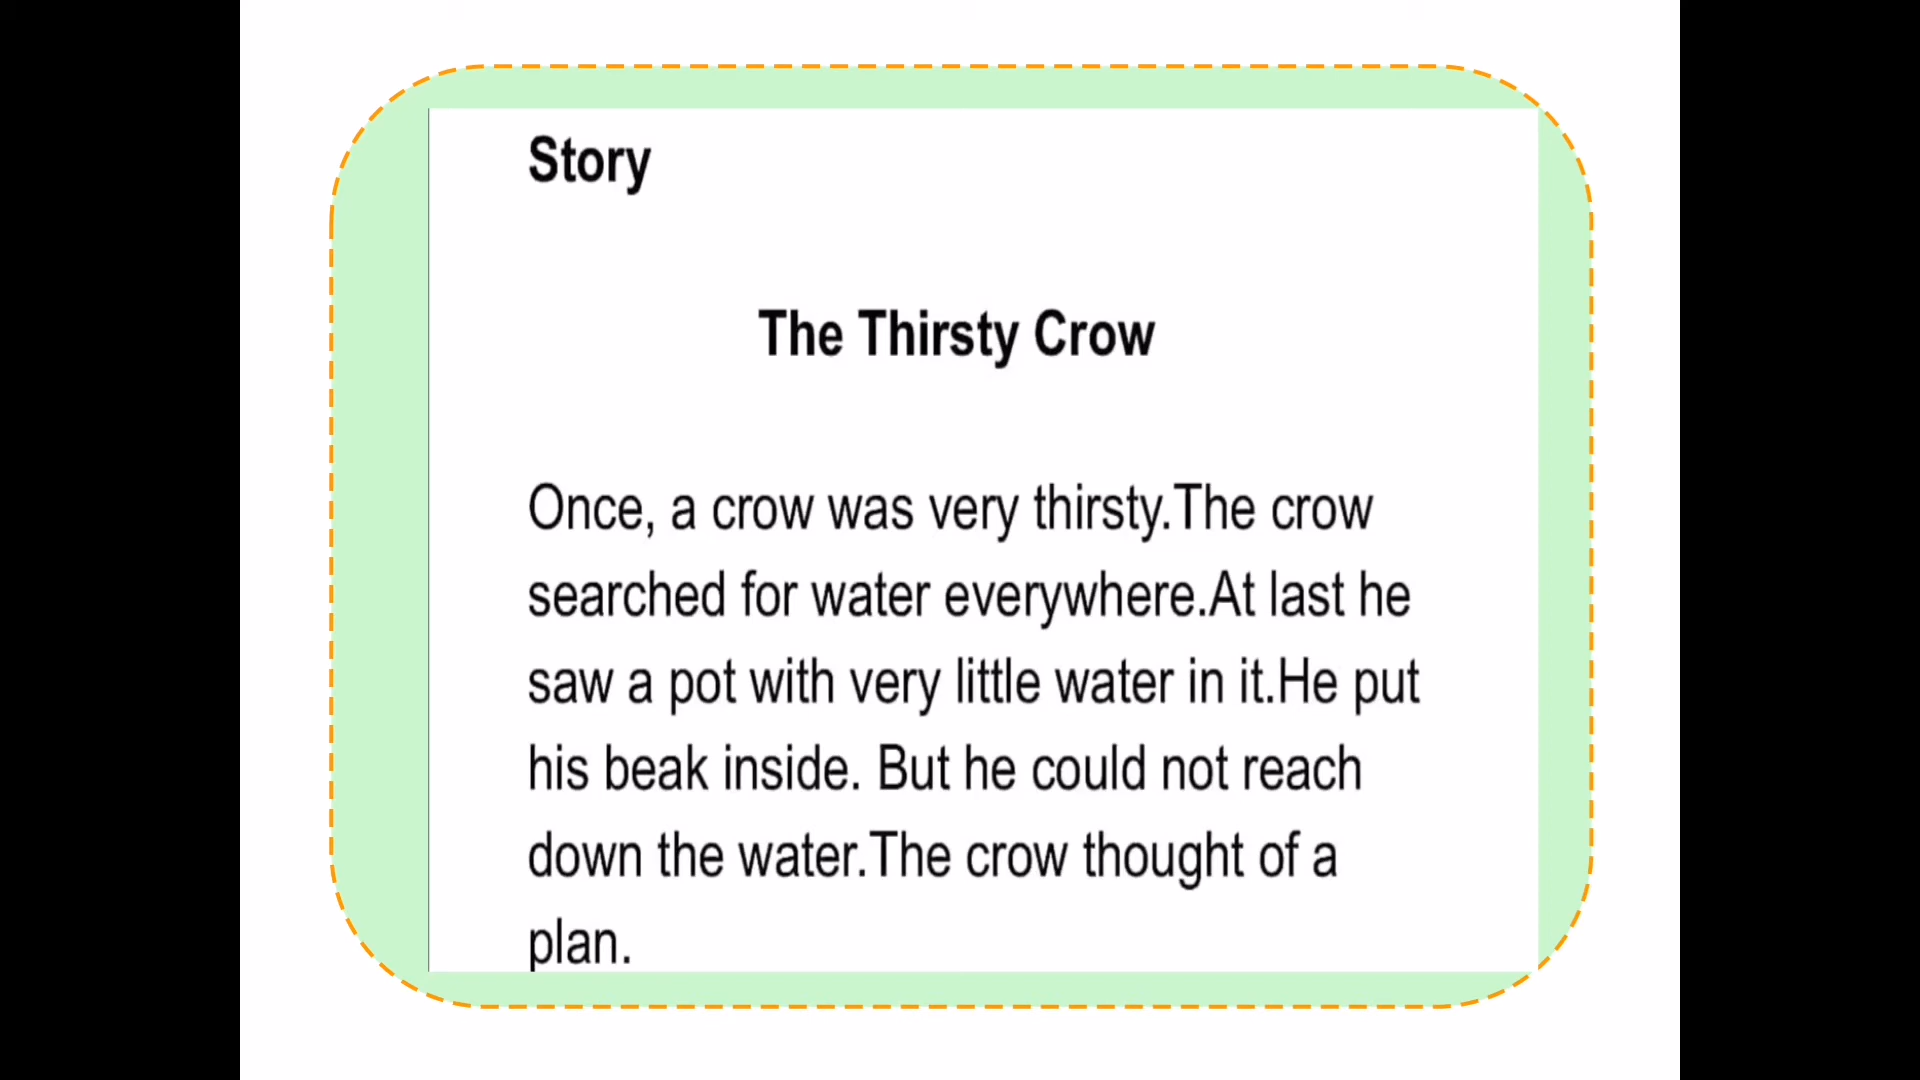 Story
The Thirsty Crow
Once, a crow was very thirsty.The crow
searched for water everywhere.At last he
saw a pot with very little water in it.He put
his beak inside. But he could not reach
down the water.The crow thought of a
plan.